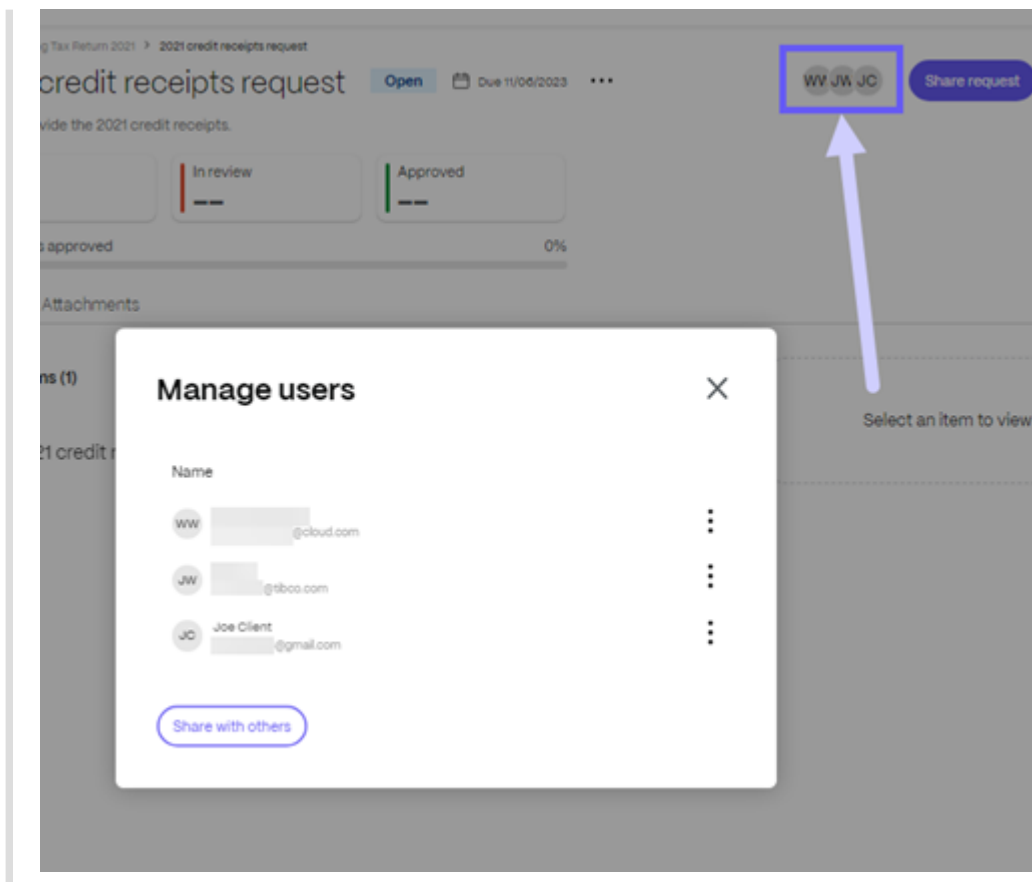 g Tax Return 2021 > 2021 credit receipts request
credit receipts request Open Due 11/06/2023 •••
WW JW JC Share request
vide the 2021 credit receipts.
In review Approved
-- --
s approved 0%
Attachments
ms (1)
Manage users
Select an item to view
21 credit r
Name
WW
@cloud.com
JW
@tibco.com
JC Joe Client
@gmail.com
Share with others